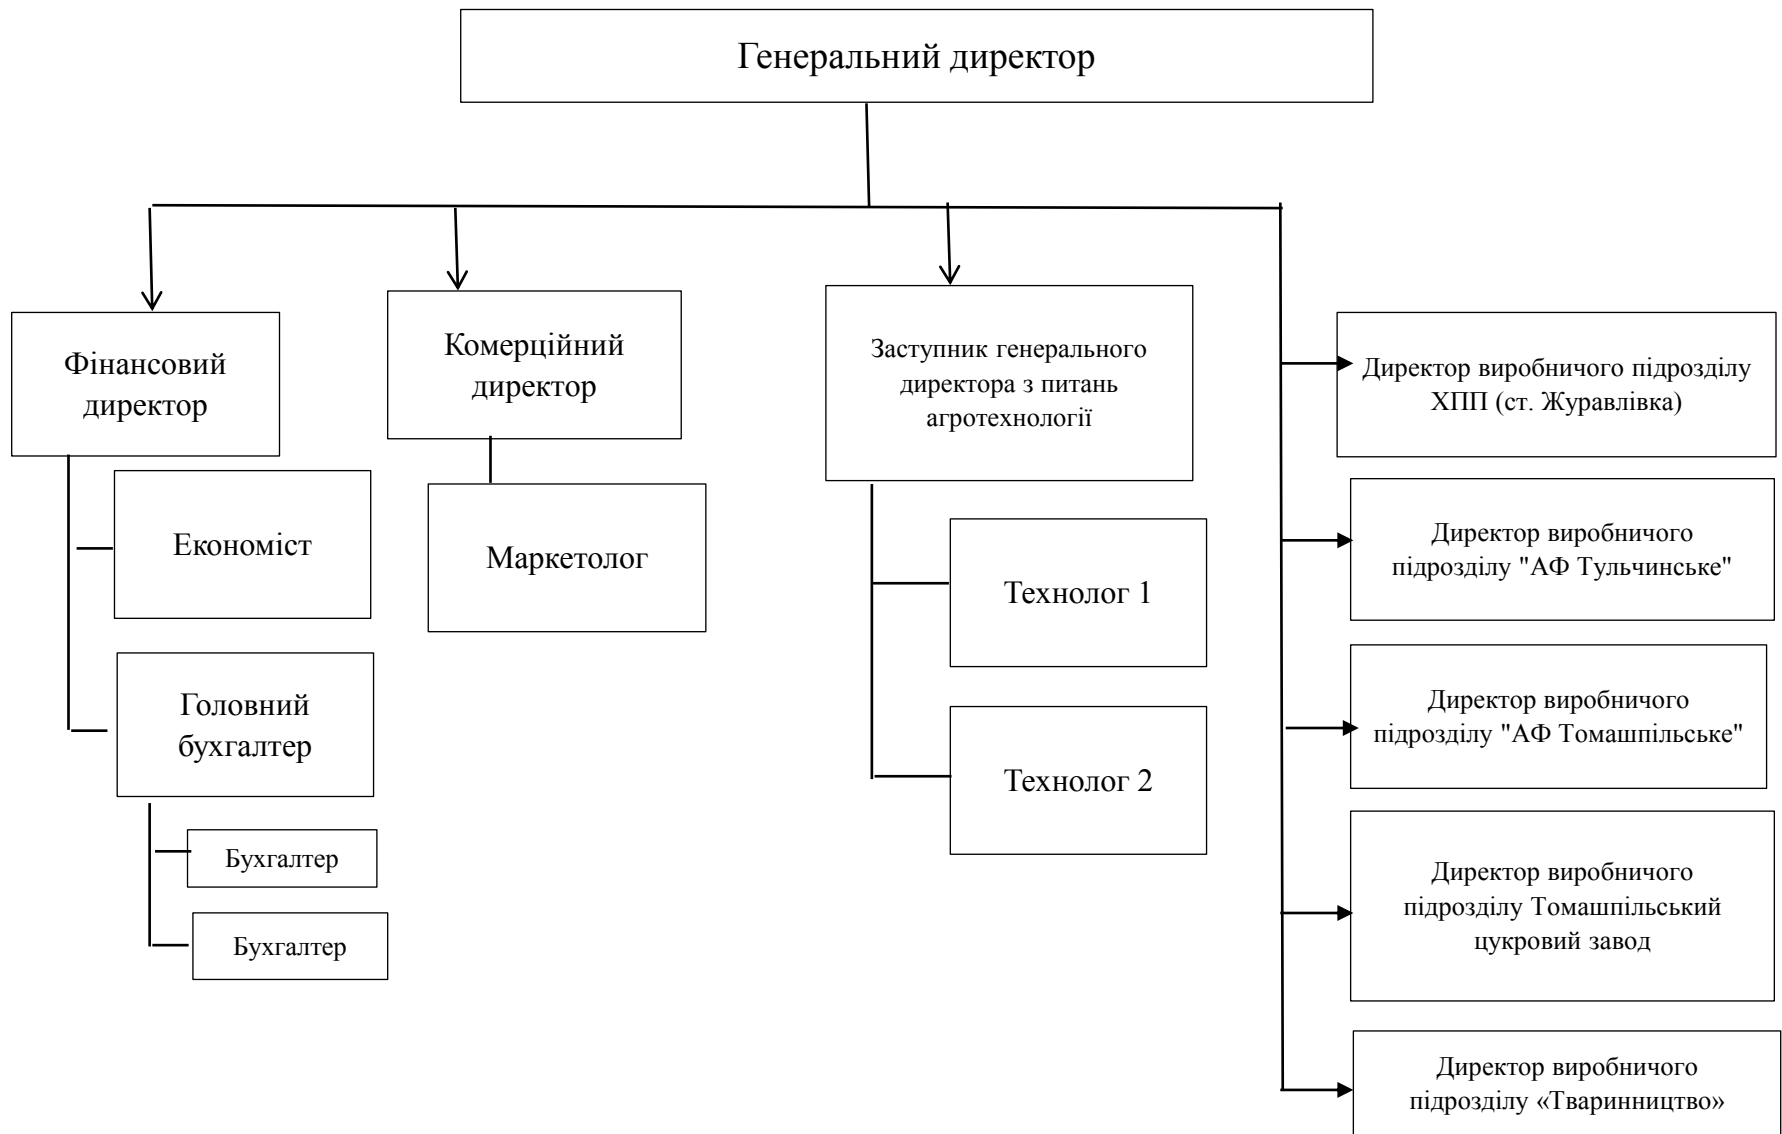 Генеральний директор
Фінансовий
директор
Комерційний
директор
Заступник генерального
директора з питань
агротехнології
Директор виробничого підрозділу
ХПП (ст. Журавлівка)
Економіст
Маркетолог
Технолог 1
Директор виробничого
підрозділу "АФ Тульчинське"
Головний
бухгалтер
Технолог 2
Директор виробничого
підрозділу "АФ Томашпільське"
Бухгалтер
Бухгалтер
Директор виробничого
підрозділу Томашпільський
цукровий завод
Директор виробничого
підрозділу «Тваринництво»